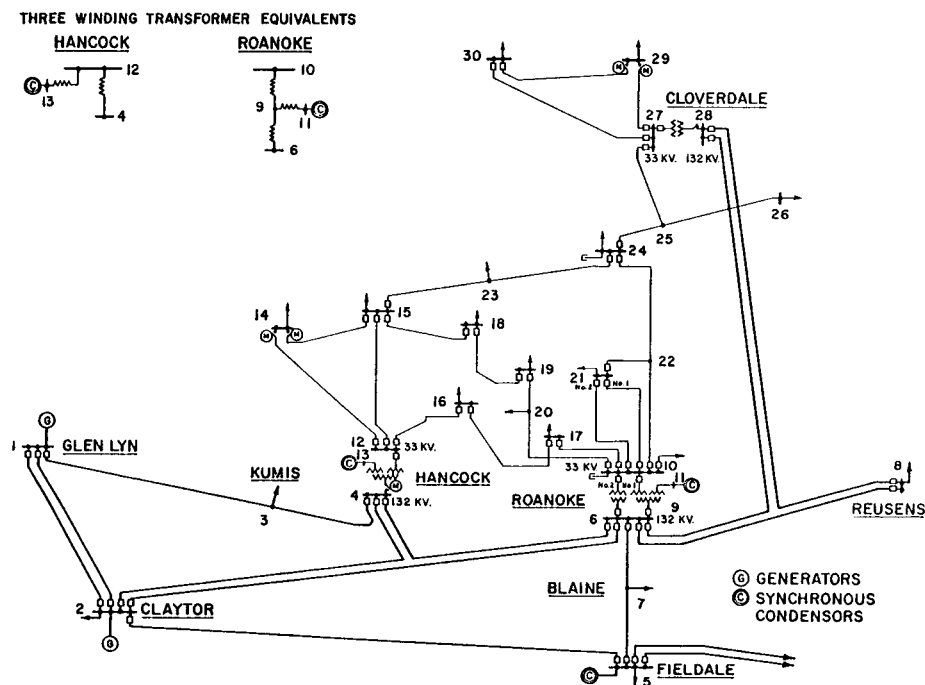 THREE WINDING TRANSFORMER EQUIVALENTS
HANCOCK
ROANOKE
12
C
13
4
10
9
C
11
6
30
29
M
M
CLOVERDALE
27
28
33 KV.
132 KV.
26
25
24
23
14
M
M
15
18
22
19
21
No.2
No.1
16
20
17
G
1
GLEN LYN
12
33 KV.
13
C
HANCOCK
M
KUMIS
4
132 KV.
3
33 KV.
10
ROANOKE
No.2
No.1
11
C
9
6
132 KV.
8
REUSENS
BLAINE
7
2
CLAYTOR
G
G GENERATORS
C SYNCHRONOUS
CONDENSORS
C
5
FIELDALE